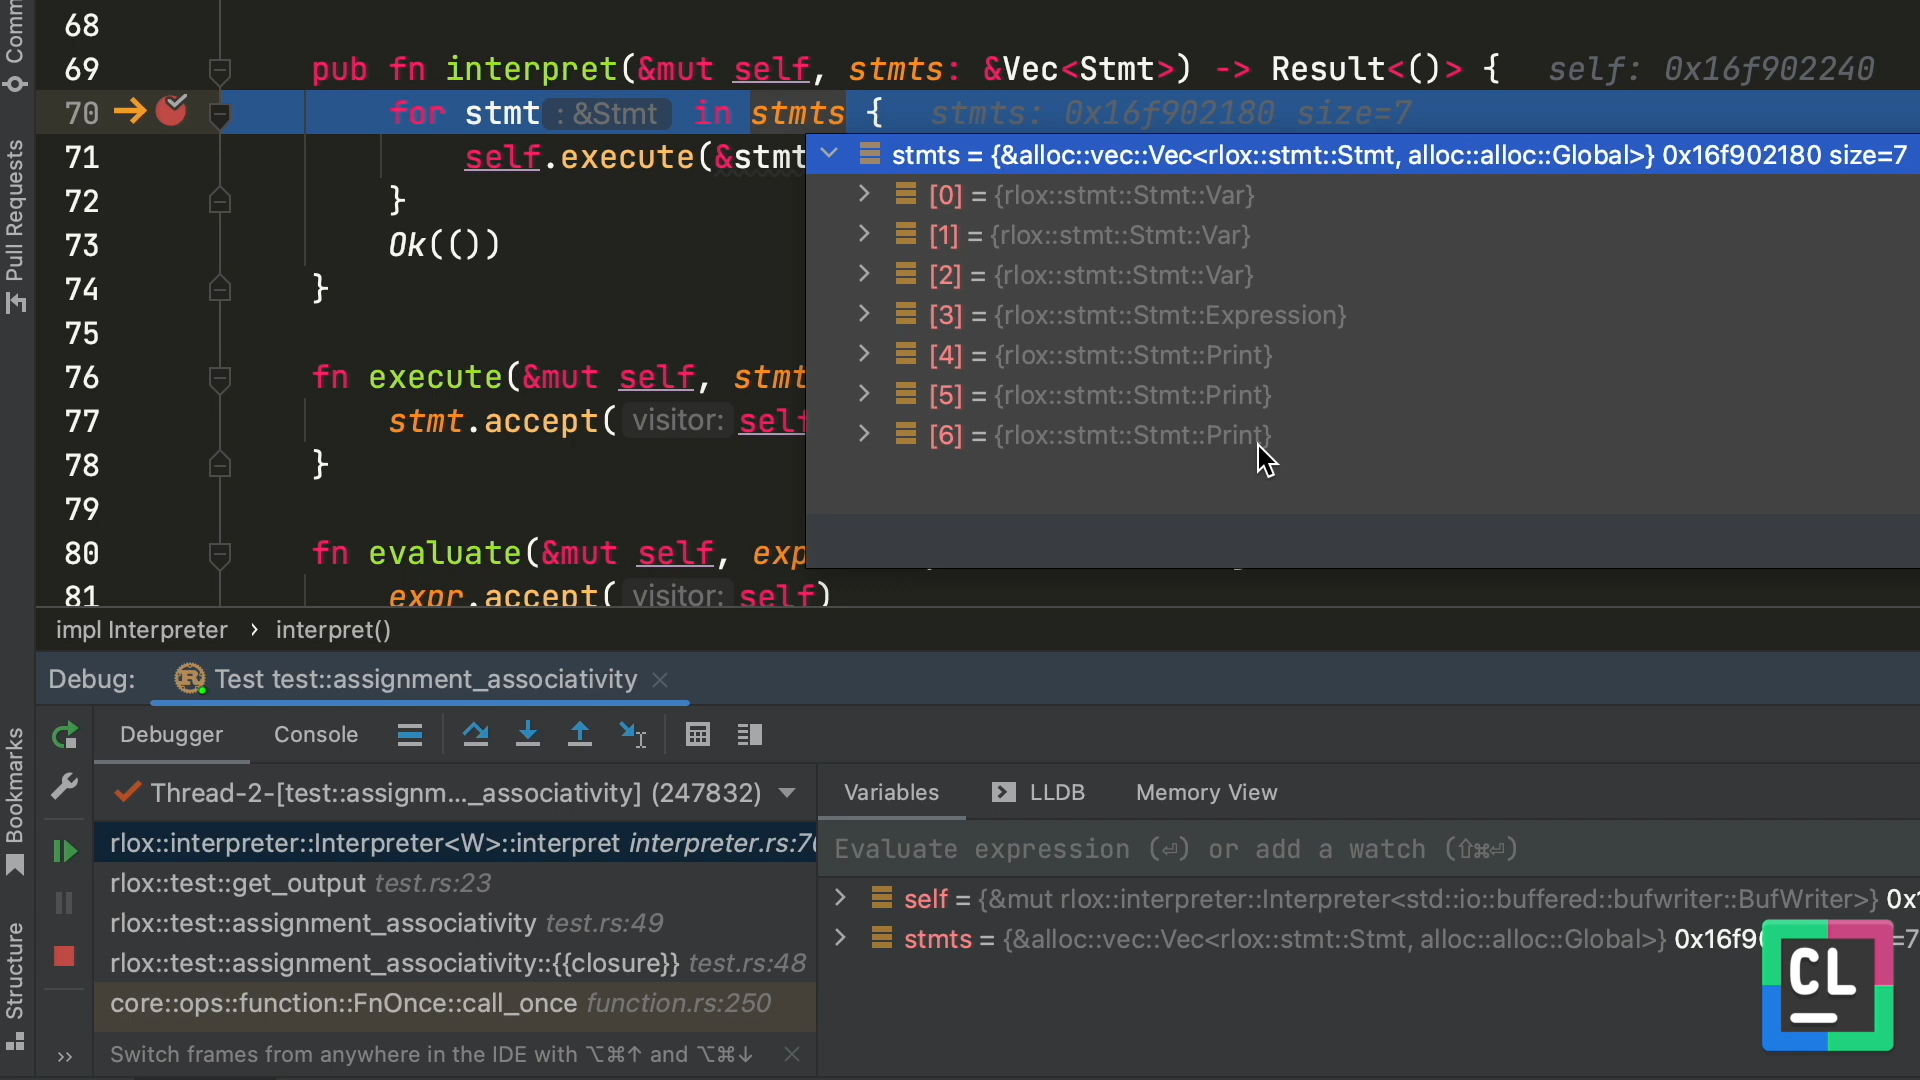 68
69 pub fn interpret(&mut self, stmts: &Vec<Stmt>) -> Result<()> { self: 0x16f902240
70 for stmt : &Stmt in stmts { stmts: 0x16f902180 size=7
71 self.execute(&stmt
72 }
73 Ok(())
74 }
75
76 fn execute(&mut self, stmt
77 stmt.accept( visitor: self
78 }
79
80 fn evaluate(&mut self, exp
81 expr.accept( visitor: self)
stmts = {&alloc::vec::Vec<rlox::stmt::Stmt, alloc::alloc::Global>} 0x16f902180 size=7
[0] = {rlox::stmt::Stmt::Var}
[1] = {rlox::stmt::Stmt::Var}
[2] = {rlox::stmt::Stmt::Var}
[3] = {rlox::stmt::Stmt::Expression}
[4] = {rlox::stmt::Stmt::Print}
[5] = {rlox::stmt::Stmt::Print}
[6] = {rlox::stmt::Stmt::Print}
Comm
Pull Requests
Bookmarks
Structure
impl Interpreter › interpret()
Debug: Test test::assignment_associativity
Debugger Console
Thread-2-[test::assignm..._associativity] (247832)
rlox::interpreter::Interpreter<W>::interpret interpreter.rs:70
rlox::test::get_output test.rs:23
rlox::test::assignment_associativity test.rs:49
rlox::test::assignment_associativity::{{closure}} test.rs:48
core::ops::function::FnOnce::call_once function.rs:250
Switch frames from anywhere in the IDE with ⌥⌘↑ and ⌥⌘↓
Variables LLDB Memory View
Evaluate expression (⏎) or add a watch (⇧⌘⏎)
self = {&mut rlox::interpreter::Interpreter<std::io::buffered::bufwriter::BufWriter>} 0x1
stmts = {&alloc::vec::Vec<rlox::stmt::Stmt, alloc::alloc::Global>} 0x16f90 =7
CL